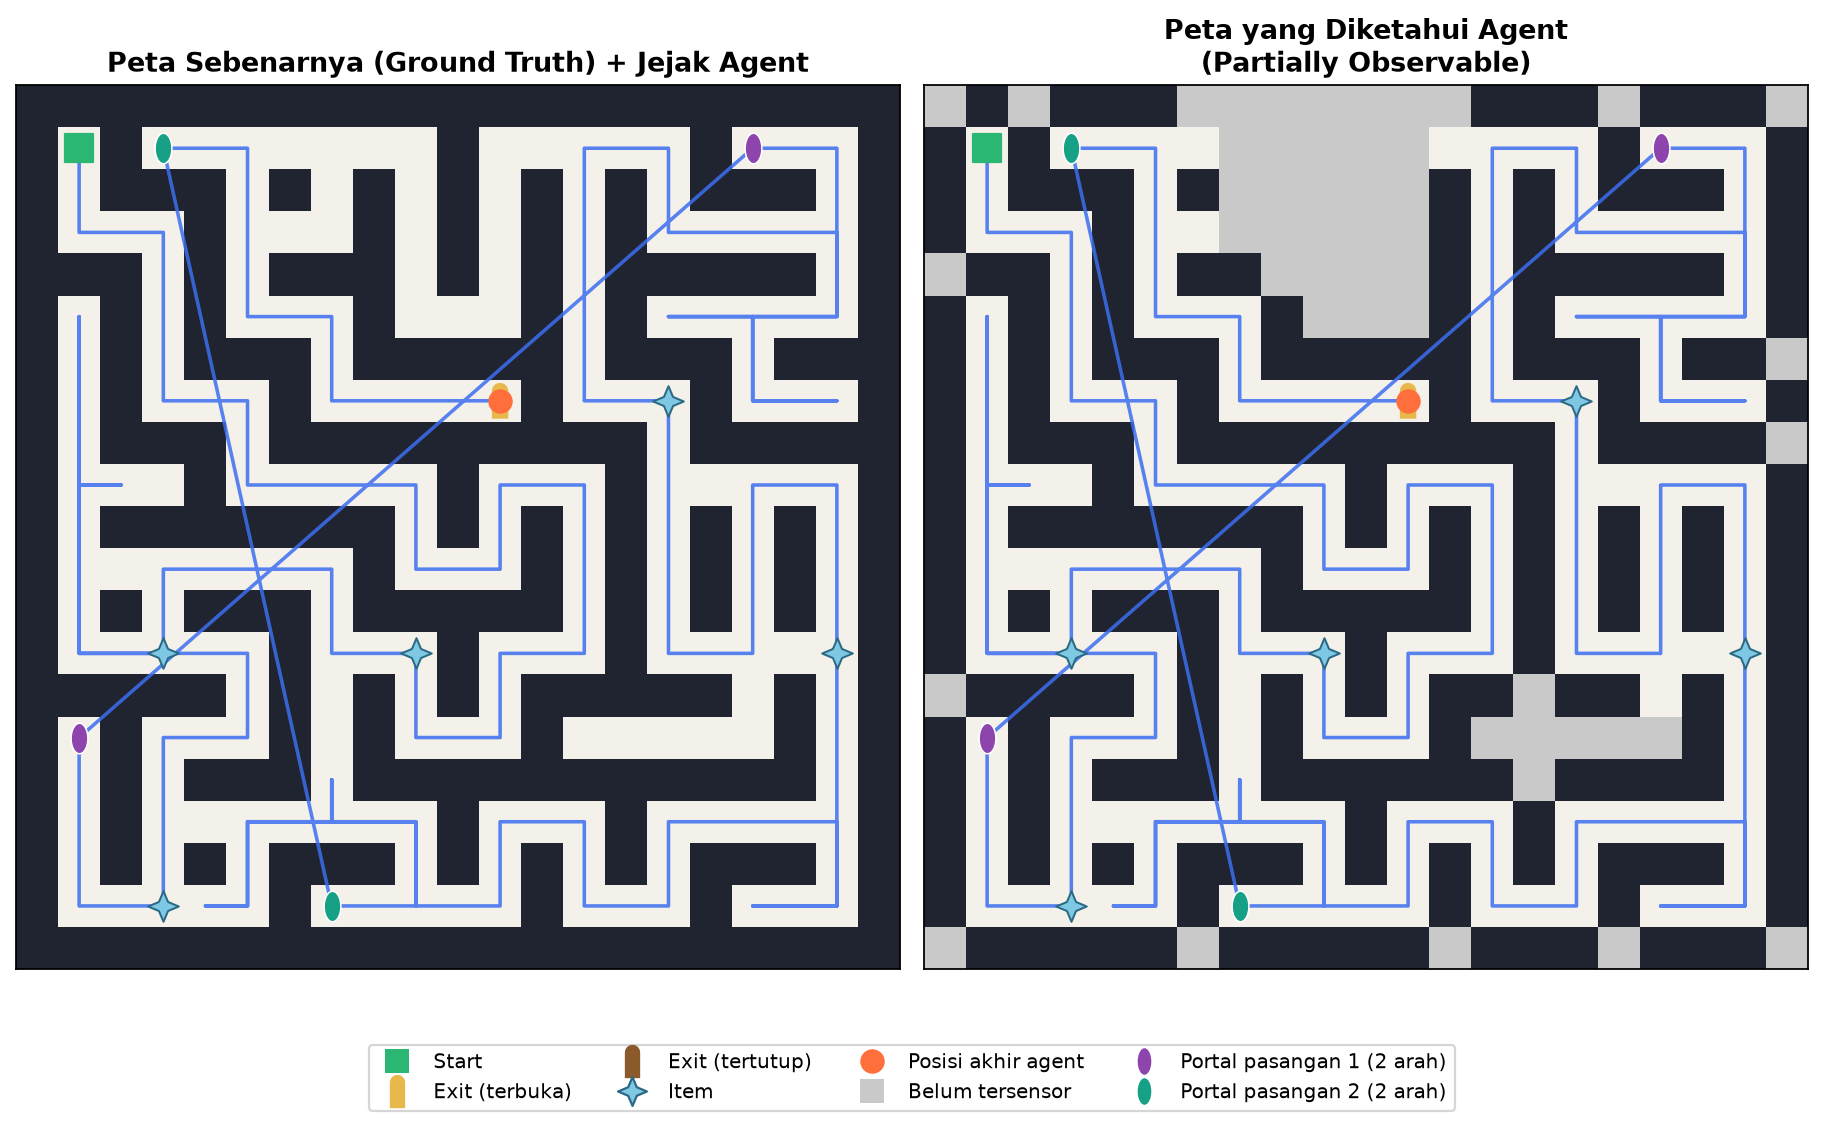 Peta Sebenarnya (Ground Truth) + Jejak Agent
Peta yang Diketahui Agent
(Partially Observable)
Start
Exit (terbuka)
Exit (tertutup)
Item
Posisi akhir agent
Belum tersensor
Portal pasangan 1 (2 arah)
Portal pasangan 2 (2 arah)